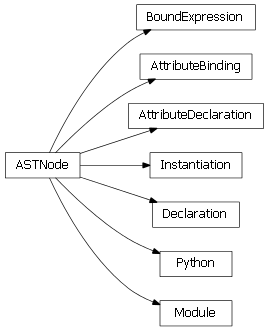 BoundExpression
AttributeBinding
AttributeDeclaration
ASTNode
Instantiation
Declaration
Python
Module